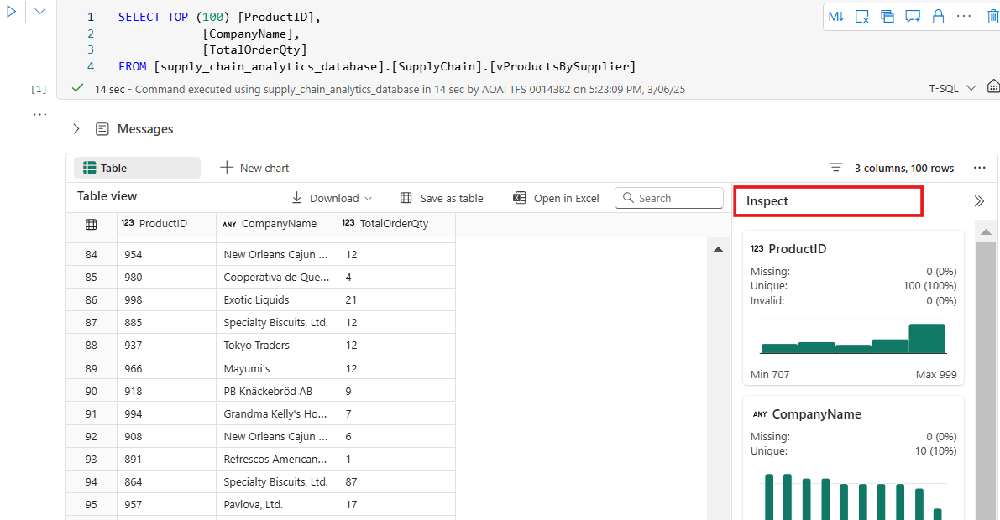 1 SELECT TOP (100) [ProductID],
2 [CompanyName],
3 [TotalOrderQty]
4 FROM [supply_chain_analytics_database].[SupplyChain].[vProductsBySupplier]
M↓
[1] 14 sec - Command executed using supply_chain_analytics_database in 14 sec by AOAI TFS 0014382 on 5:23:09 PM, 3/06/25 T-SQL
Messages
Table New chart 3 columns, 100 rows
Table view Download Save as table Open in Excel Search
Inspect
123 ProductID ANY CompanyName 123 TotalOrderQty
84 954 New Orleans Cajun ... 12
85 980 Cooperativa de Que... 4
86 998 Exotic Liquids 21
87 885 Specialty Biscuits, Ltd. 12
88 937 Tokyo Traders 12
89 966 Mayumi's 12
90 918 PB Knäckebröd AB 9
91 994 Grandma Kelly's Ho... 7
92 908 New Orleans Cajun ... 6
93 891 Refrescos American... 1
94 864 Specialty Biscuits, Ltd. 87
95 957 Pavlova, Ltd. 17
123 ProductID
Missing: 0 (0%)
Unique: 100 (100%)
Invalid: 0 (0%)
Min 707 Max 999
ANY CompanyName
Missing: 0 (0%)
Unique: 10 (10%)